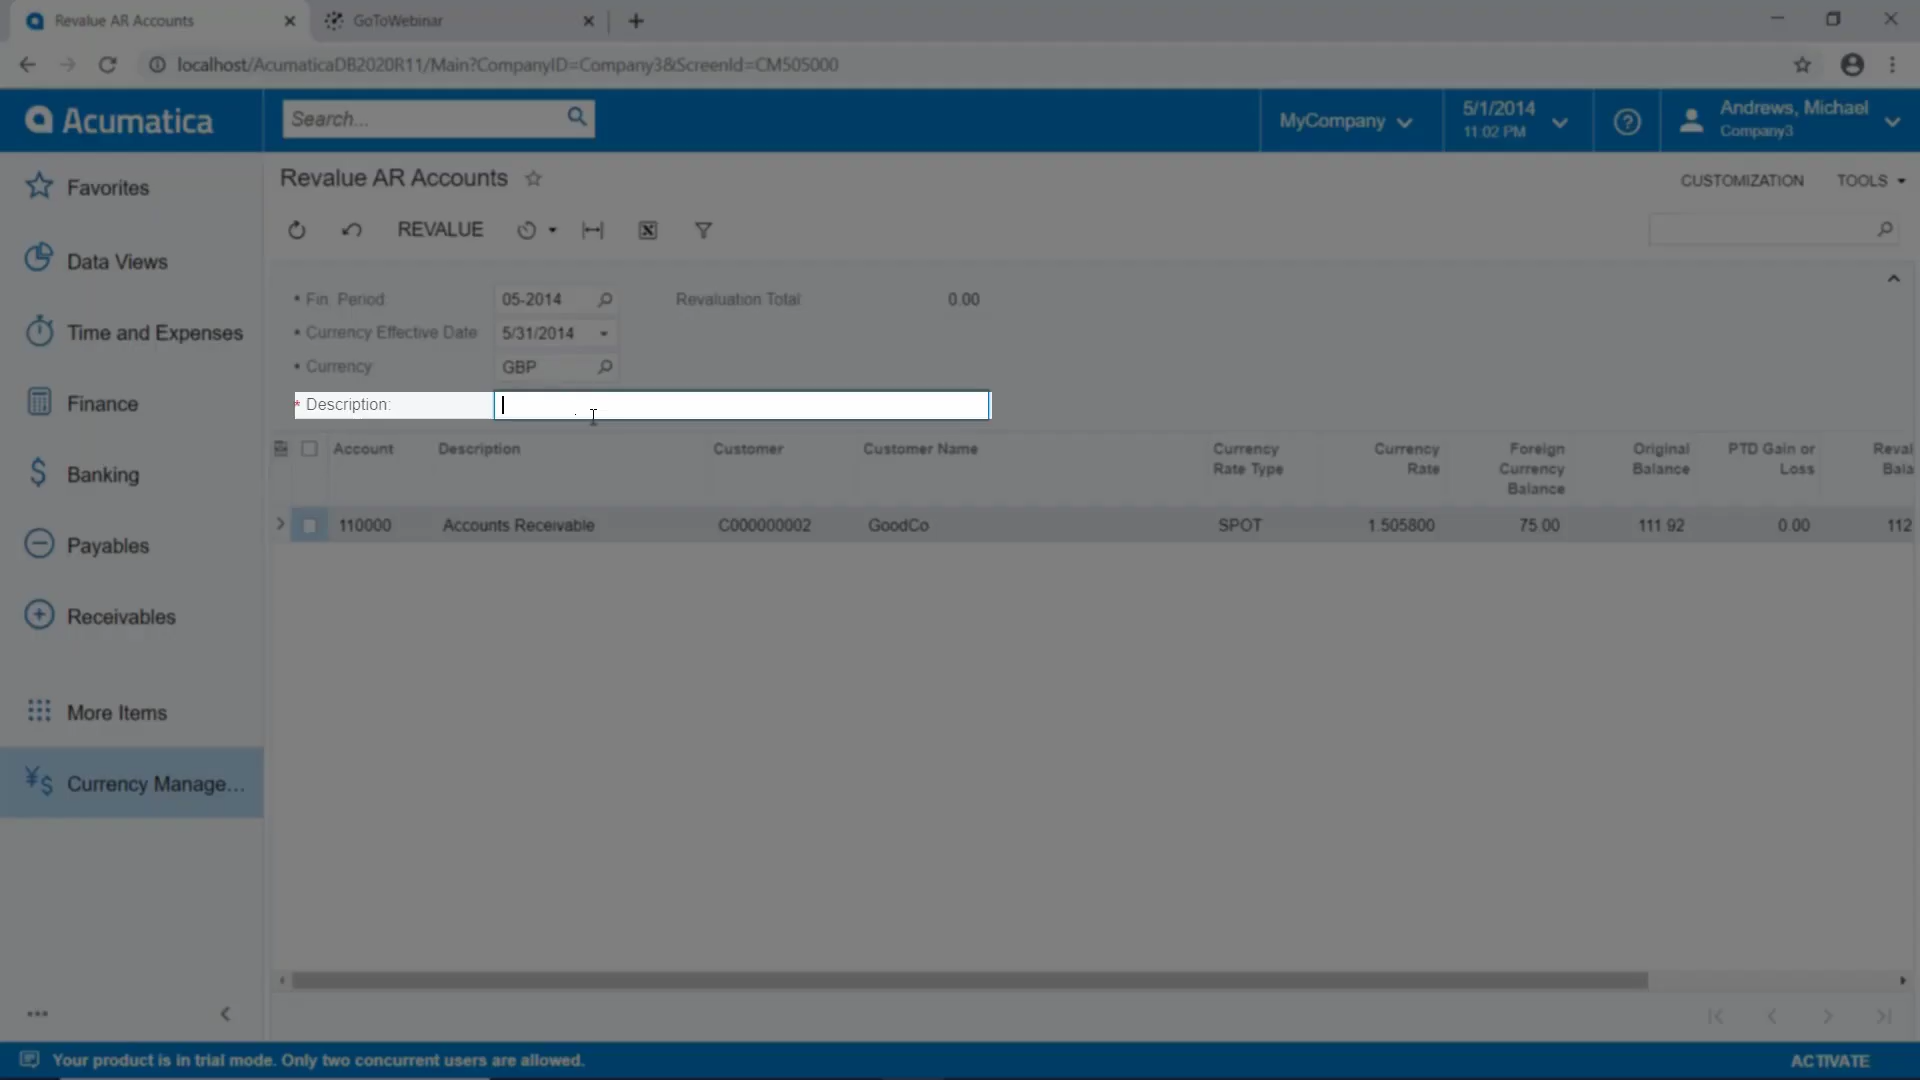 Revalue AR Accounts
GoToWebinar
localhost/AcumaticaDB2020R11/Main?CompanyID=Company3&ScreenId=CM505000
Acumatica
Search...
MyCompany
5/1/2014
11:02 PM
Andrews, Michael
Company3
Favorites
Data Views
Time and Expenses
Finance
Banking
Payables
Receivables
More Items
Currency Manage...
Revalue AR Accounts
CUSTOMIZATION TOOLS
REVALUE
• Fin. Period: 05-2014 Revaluation Total: 0.00
• Currency Effective Date 5/31/2014
• Currency: GBP
* Description:
Account Description Customer Customer Name Currency Rate Type Currency Rate Foreign Currency Balance Original Balance PTD Gain or Loss Reval Bala
110000 Accounts Receivable C000000002 GoodCo SPOT 1.505800 75.00 111.92 0.00 112
Your product is in trial mode. Only two concurrent users are allowed.
ACTIVATE